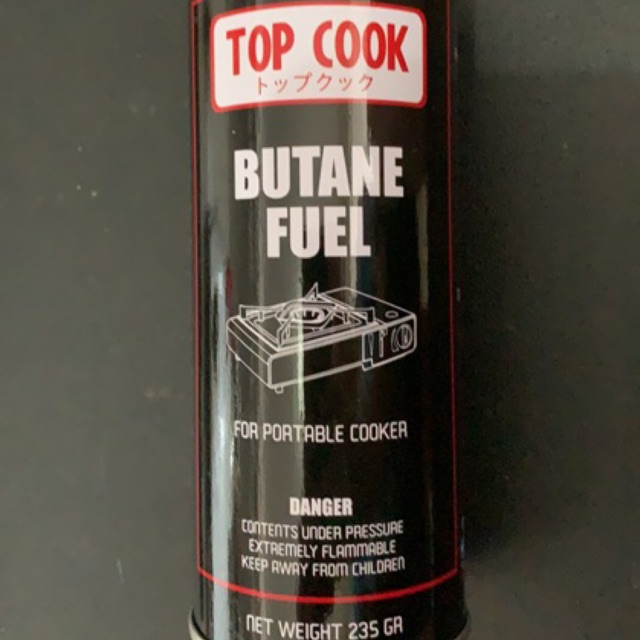 TOP COOK
トップクック
BUTANE
FUEL
FOR PORTABLE COOKER
DANGER
CONTENTS UNDER PRESSURE
EXTREMELY FLAMMABLE
KEEP AWAY FROM CHILDREN
NET WEIGHT 235 GR